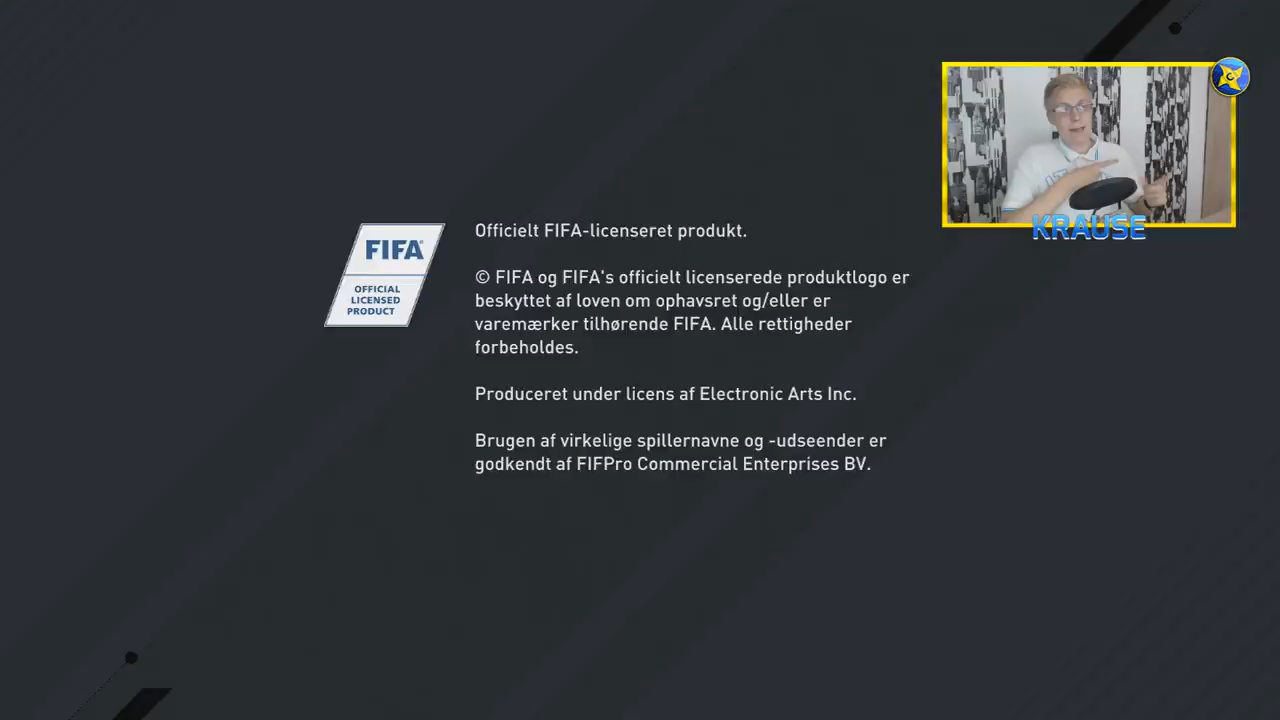 KRAUSE
FIFA
OFFICIAL
LICENSED
PRODUCT
Officielt FIFA-licenseret produkt.
© FIFA og FIFA's officielt licenserede produktlogo er
beskyttet af loven om ophavsret og/eller er
varemærker tilhørende FIFA. Alle rettigheder
forbeholdes.
Produceret under licens af Electronic Arts Inc.
Brugen af virkelige spillernavne og -udseender er
godkendt af FIFPro Commercial Enterprises BV.